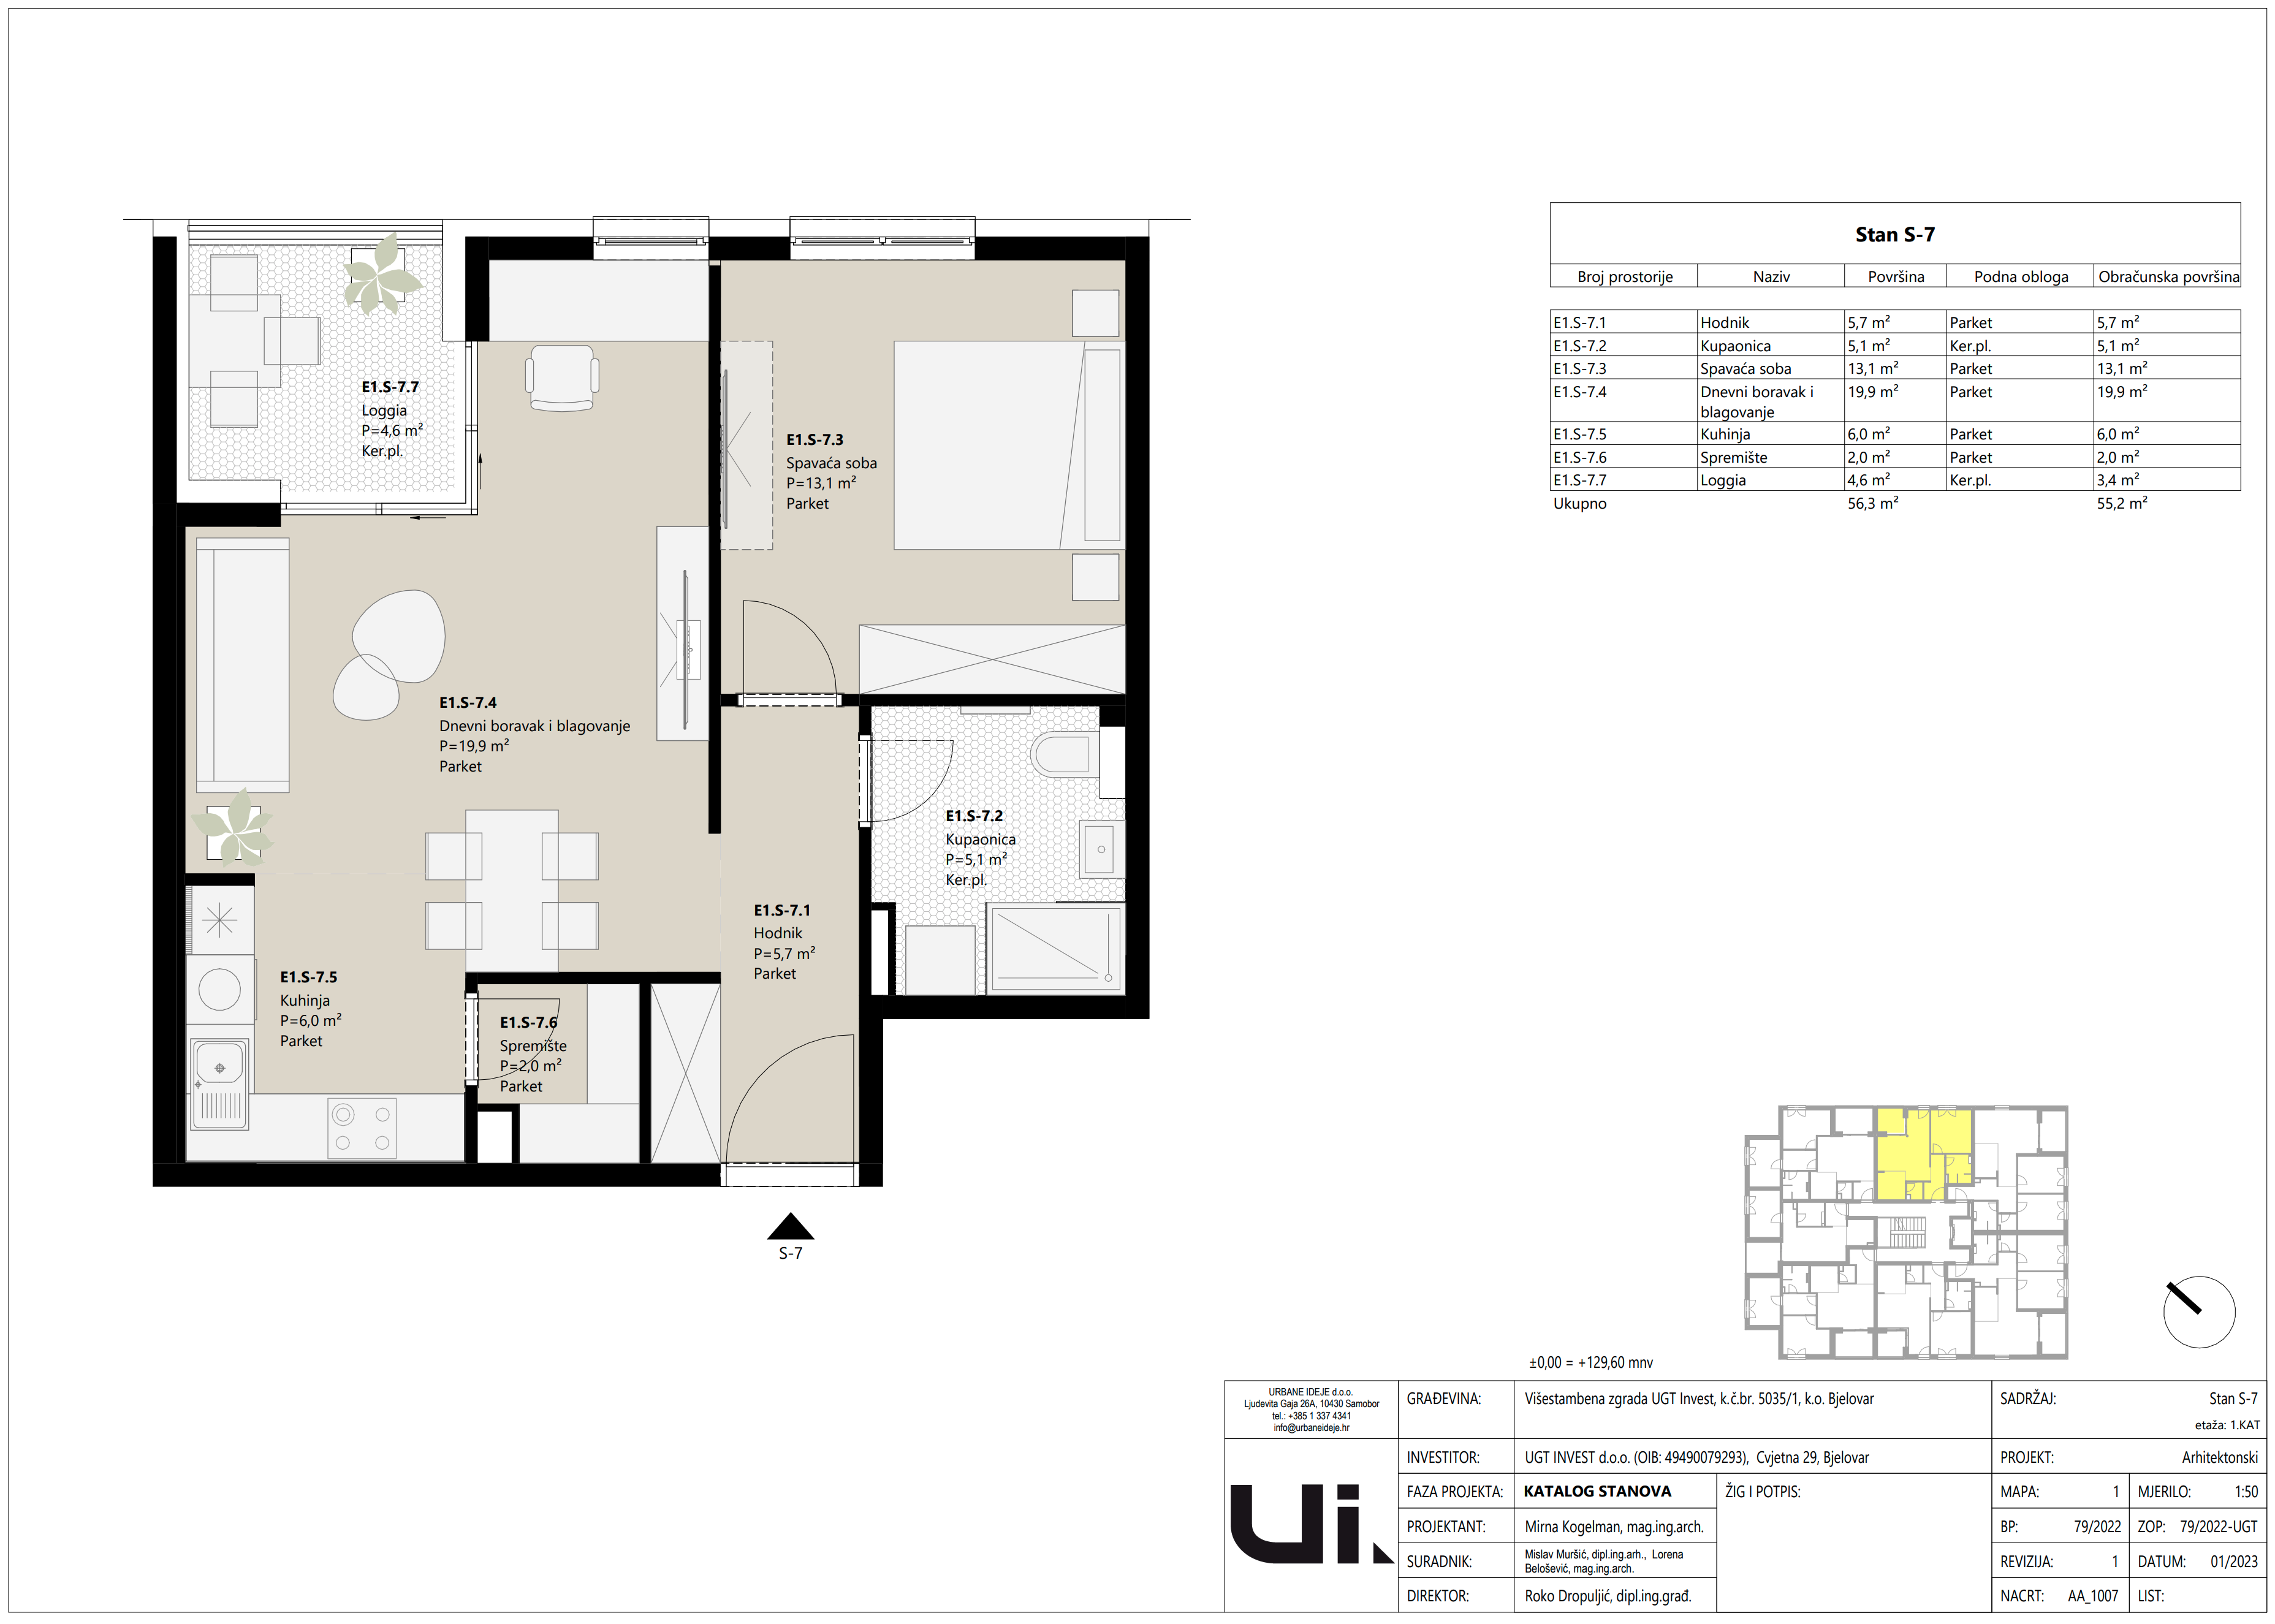 E1.S-7.7
Loggia
P=4,6 m²
Ker.pl.
E1.S-7.3
Spavaća soba
P=13,1 m²
Parket
E1.S-7.4
Dnevni boravak i blagovanje
P=19,9 m²
Parket
E1.S-7.2
Kupaonica
P=5,1 m²
Ker.pl.
E1.S-7.1
Hodnik
P=5,7 m²
Parket
E1.S-7.5
Kuhinja
P=6,0 m²
Parket
E1.S-7.6
Spremište
P=2,0 m²
Parket
S-7
Stan S-7
Broj prostorije Naziv Površina Podna obloga Obračunska površina
E1.S-7.1 Hodnik 5,7 m² Parket 5,7 m²
E1.S-7.2 Kupaonica 5,1 m² Ker.pl. 5,1 m²
E1.S-7.3 Spavaća soba 13,1 m² Parket 13,1 m²
E1.S-7.4 Dnevni boravak i 19,9 m² Parket 19,9 m²
blagovanje
E1.S-7.5 Kuhinja 6,0 m² Parket 6,0 m²
E1.S-7.6 Spremište 2,0 m² Parket 2,0 m²
E1.S-7.7 Loggia 4,6 m² Ker.pl. 3,4 m²
Ukupno 56,3 m² 55,2 m²
±0,00 = +129,60 mnv
URBANE IDEJE d.o.o.
Ljudevita Gaja 26A, 10430 Samobor
tel.: +385 1 337 4341
info@urbaneideje.hr
ui
GRAĐEVINA: Višestambena zgrada UGT Invest, k.č.br. 5035/1, k.o. Bjelovar
SADRŽAJ: Stan S-7
etaža: 1.KAT
INVESTITOR: UGT INVEST d.o.o. (OIB: 49490079293), Cvjetna 29, Bjelovar
PROJEKT: Arhitektonski
FAZA PROJEKTA: KATALOG STANOVA
ŽIG I POTPIS:
MAPA: 1 MJERILO: 1:50
PROJEKTANT: Mirna Kogelman, mag.ing.arch.
BP: 79/2022 ZOP: 79/2022-UGT
SURADNIK: Mislav Muršić, dipl.ing.arh., Lorena
Belošević, mag.ing.arch.
REVIZIJA: 1 DATUM: 01/2023
DIREKTOR: Roko Dropuljić, dipl.ing.građ.
NACRT: AA_1007 LIST: